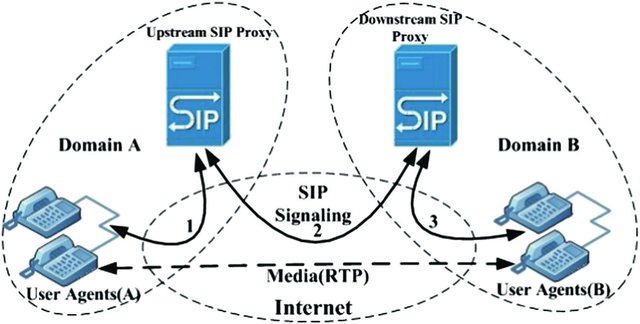 Upstream SIP Proxy
Downstream SIP
Proxy
SIP
SIP
Domain A
Domain B
SIP
Signaling
1
2
3
Media(RTP)
User Agents(A)
User Agents(B)
Internet